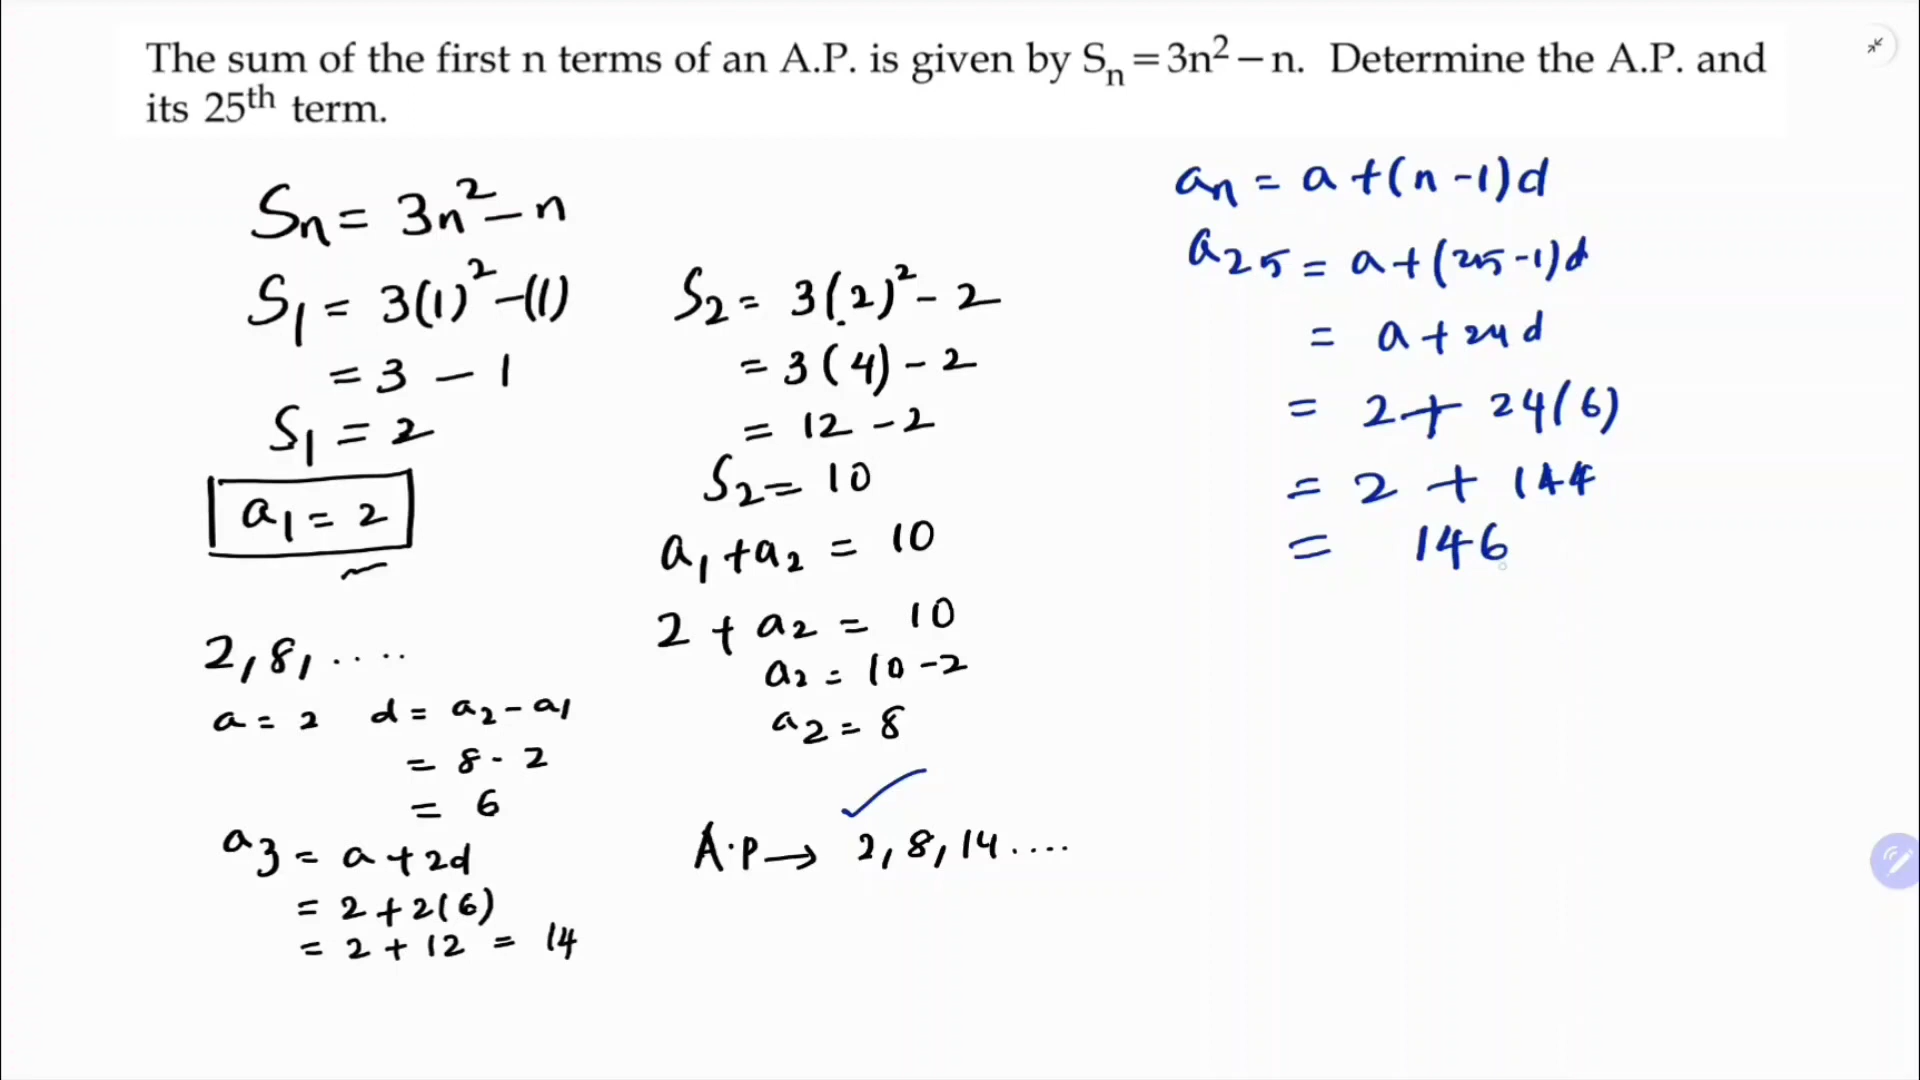 The sum of the first n terms of an A.P. is given by Sₙ = 3n² − n. Determine the A.P. and
its 25th term.
Sn = 3n² − n
S₁ = 3(1)² − (1)
= 3 − 1
S₁ = 2
a₁ = 2
2, 8, ....
a = 2 d = a₂ − a₁
= 8 - 2
= 6
a₃ = a + 2d
= 2 + 2(6)
= 2 + 12 = 14
S₂ = 3(2)² − 2
= 3(4) − 2
= 12 − 2
S₂ = 10
a₁ + a₂ = 10
2 + a₂ = 10
a₂ = 10 − 2
a₂ = 8
A.P → 2, 8, 14 ....
an = a + (n − 1)d
a₂₅ = a + (25 − 1)d
= a + 24d
= 2 + 24(6)
= 2 + 144
= 146